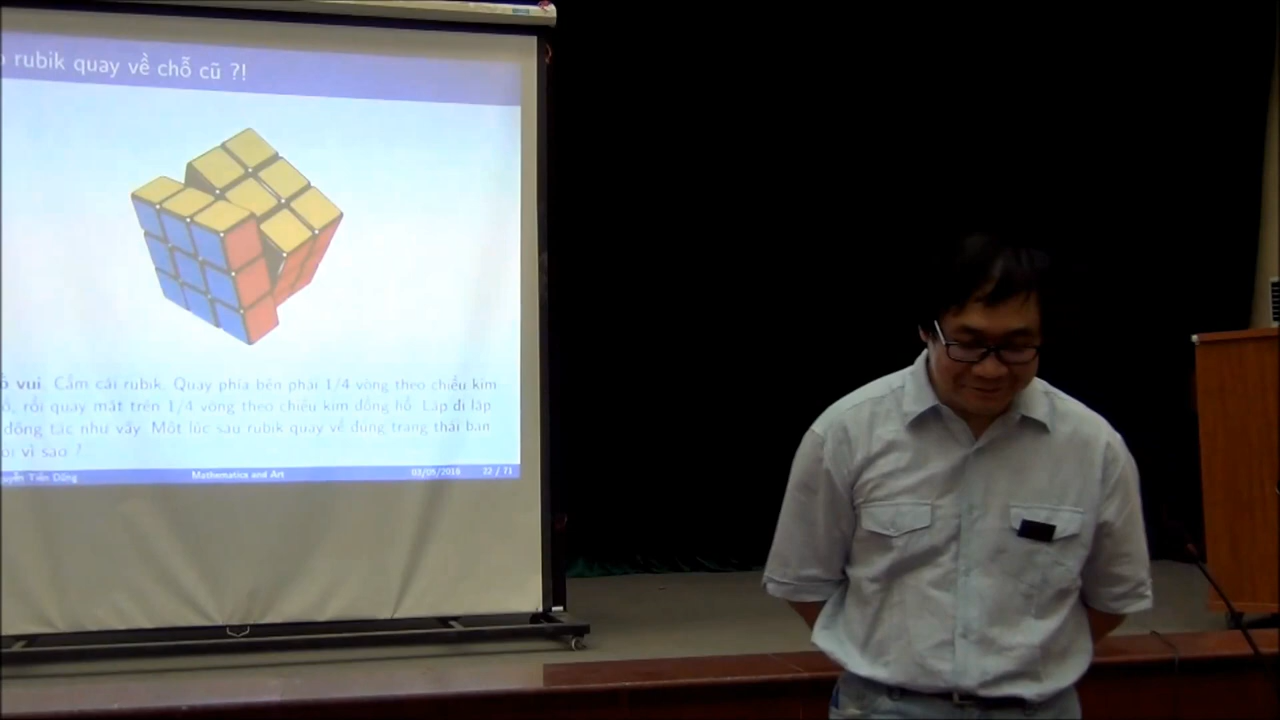 rubik quay về chỗ cũ ?!
vui. Cầm cái rubik. Quay phía bên phải 1/4 vòng theo chiều kim
rồi quay mặt trên 1/4 vòng theo chiều kim đồng hồ. Lặp đi lặp
động tác như vậy. Một lúc sau rubik quay về đúng trạng thái ban
vì sao ?
Tiến Dũng Mathematics and Art 03/05/2016 22 / 71